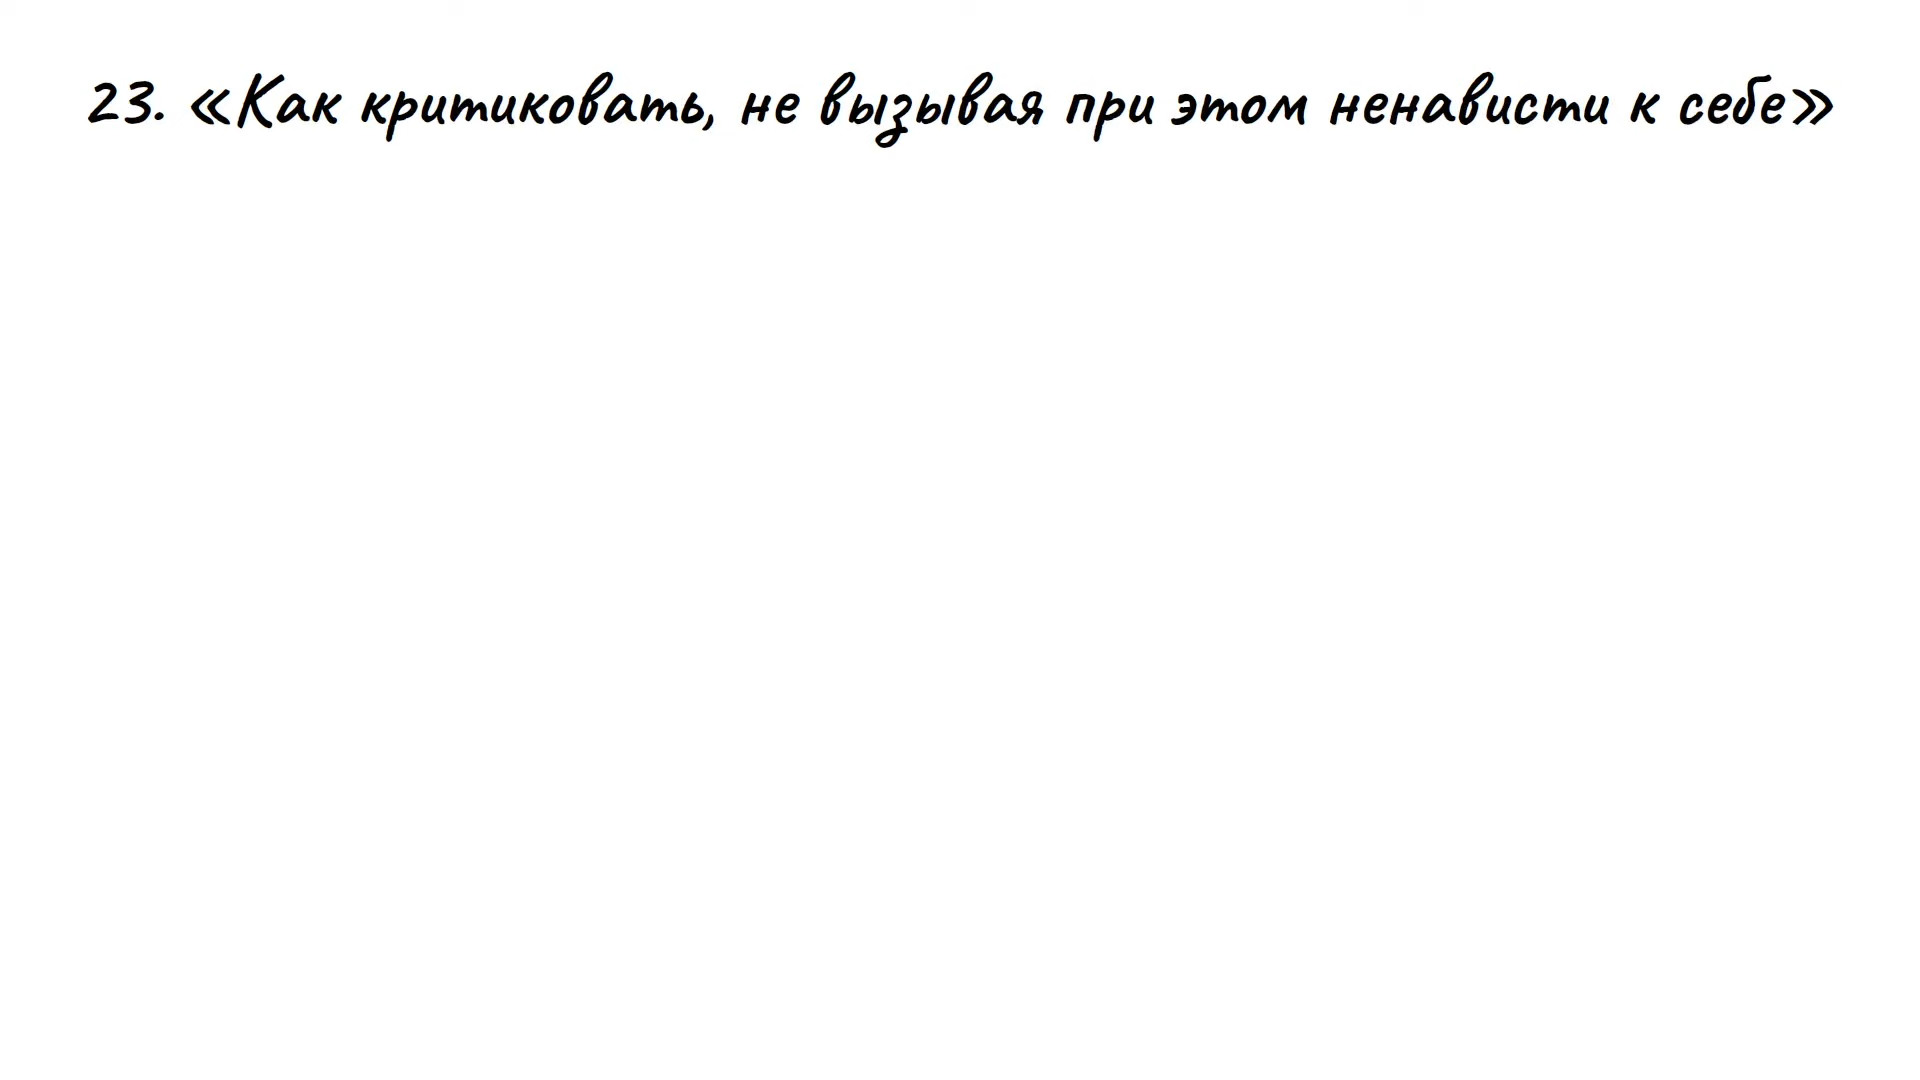 23. «Как критиковать, не вызывая при этом ненависти к себе»